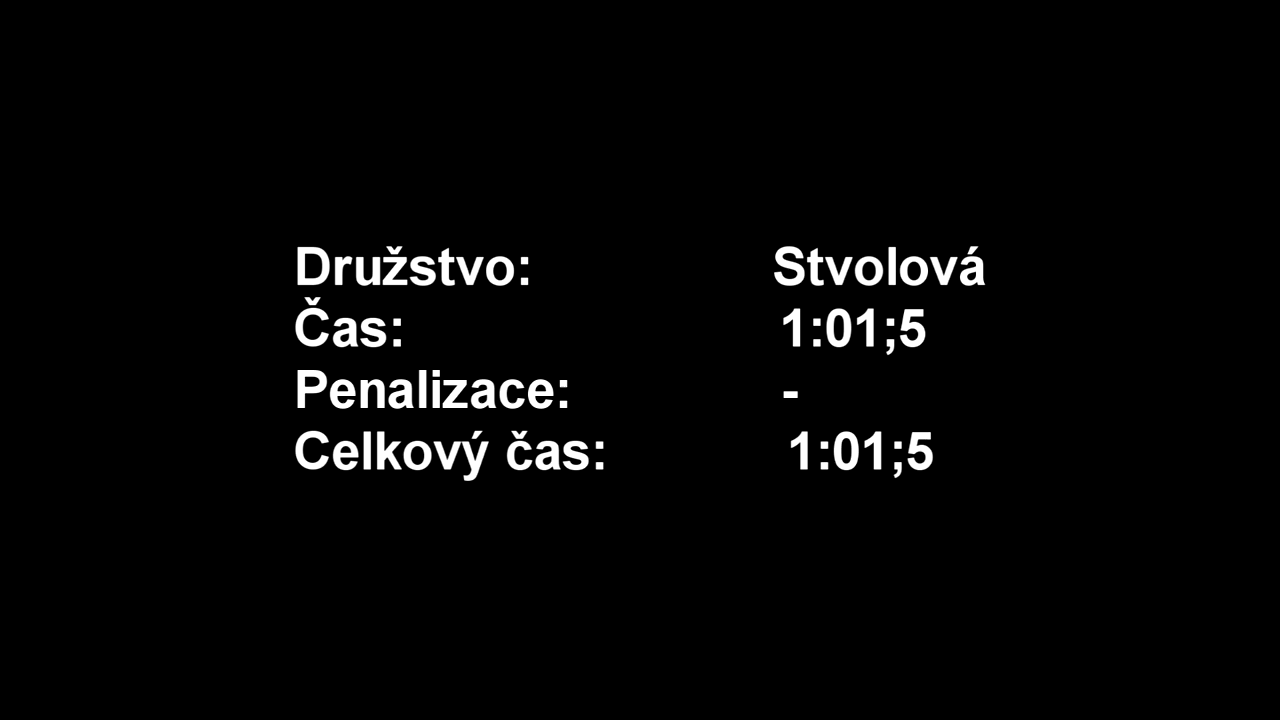 Družstvo: Stvolová
Čas: 1:01;5
Penalizace: -
Celkový čas: 1:01;5